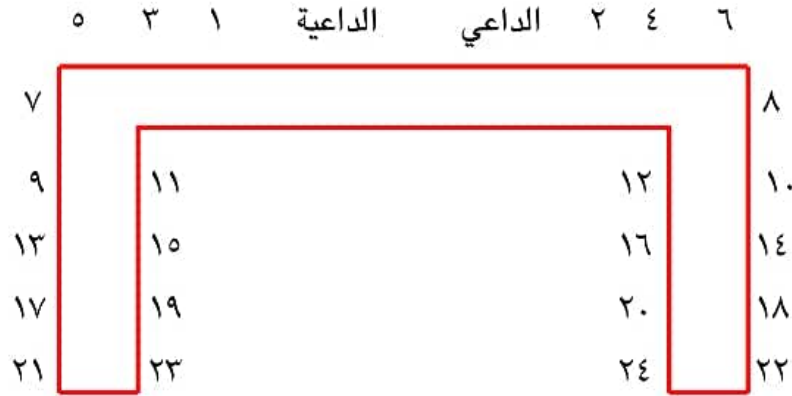 ٦ ٤ ٢ الداعي الداعية ١ ٣ ٥
٨ ٧
١٠ ١٢ ١١ ٩
١٤ ١٦ ١٥ ١٣
١٨ ٢٠ ١٩ ١٧
٢٢ ٢٤ ٢٣ ٢١